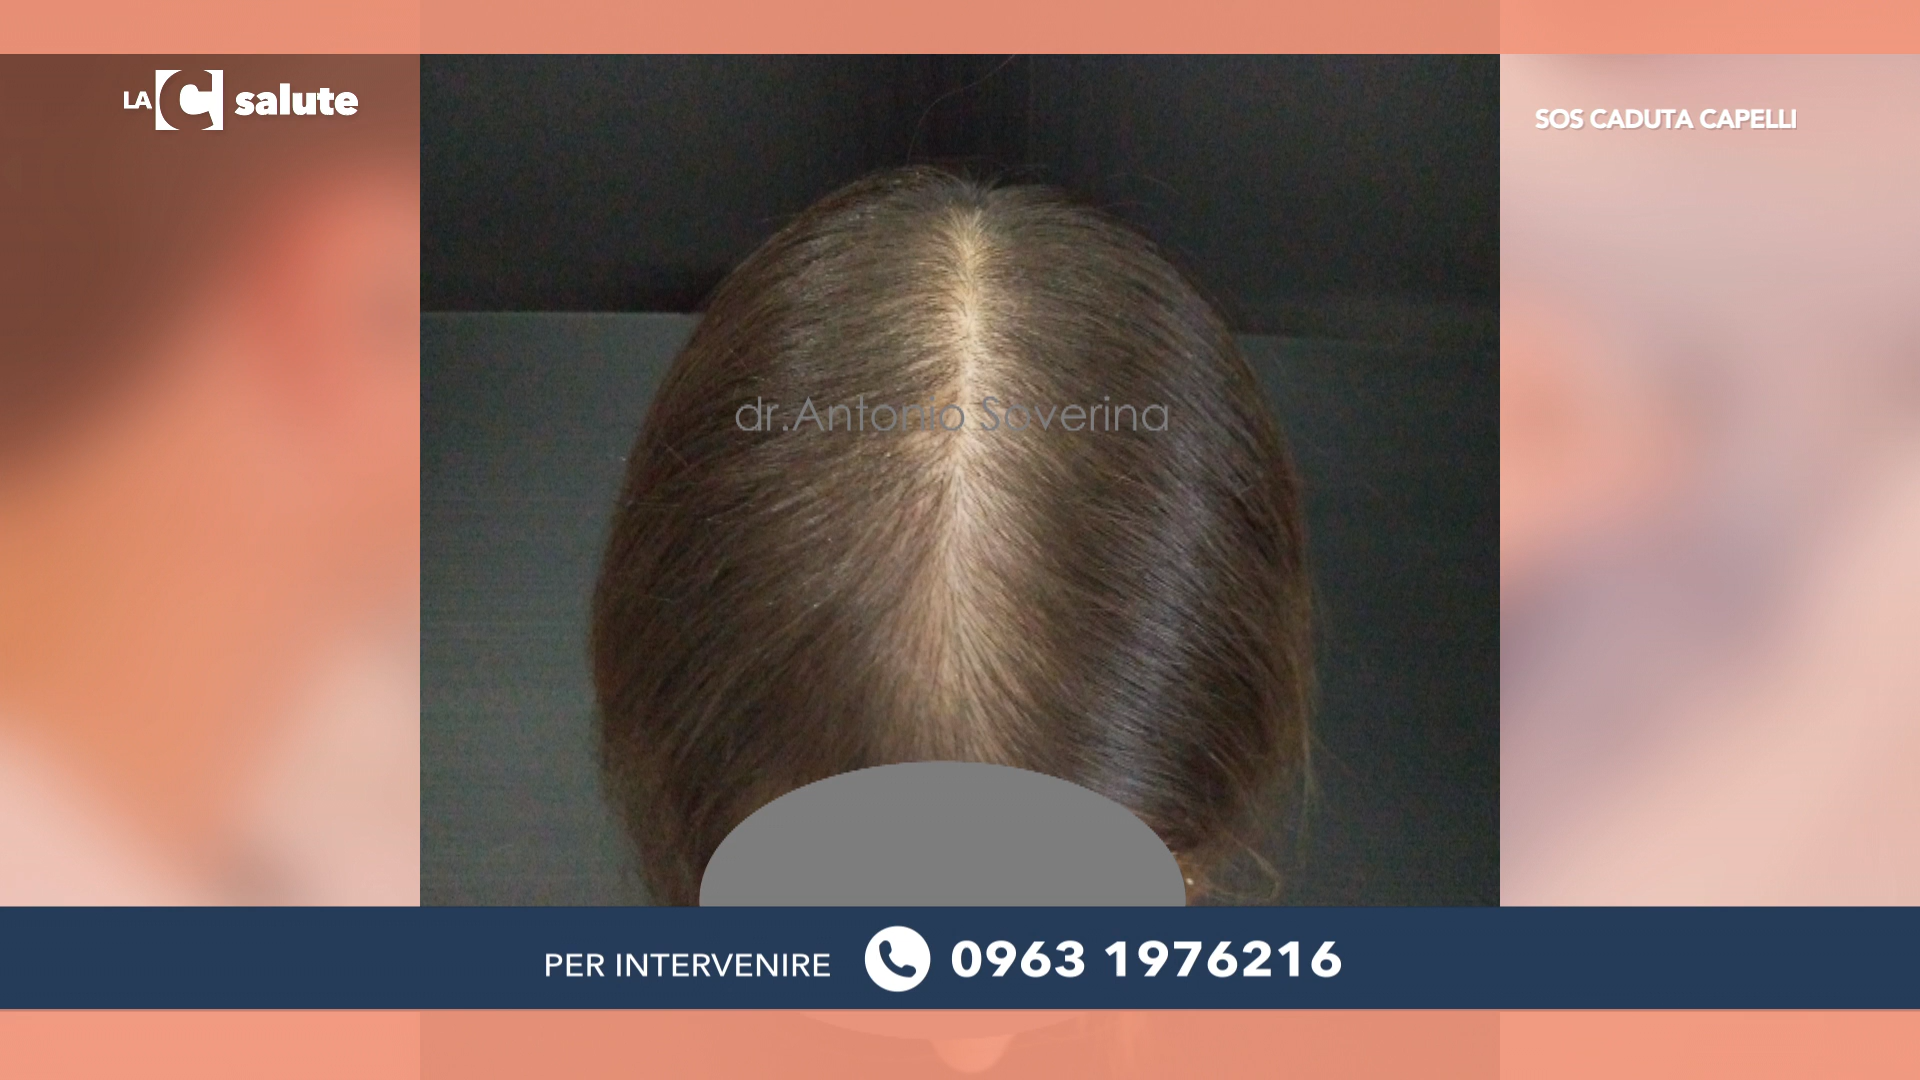 LA C salute
SOS CADUTA CAPELLI
dr.Antonio Soverina
PER INTERVENIRE 0963 1976216